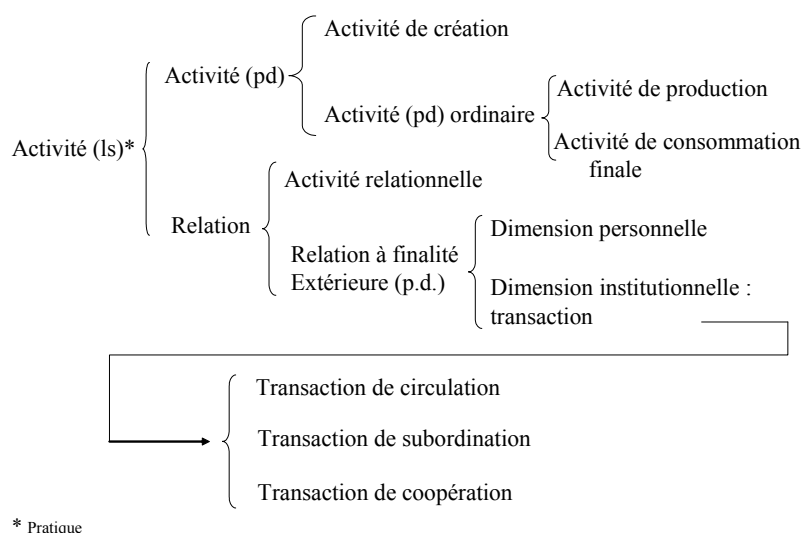 Activité de création
Activité (pd)
Activité de production
Activité (pd) ordinaire
Activité de consommation
finale
Activité (ls)*
Activité relationnelle
Relation
Dimension personnelle
Relation à finalité
Extérieure (p.d.)
Dimension institutionnelle :
transaction
Transaction de circulation
Transaction de subordination
Transaction de coopération
* Pratique